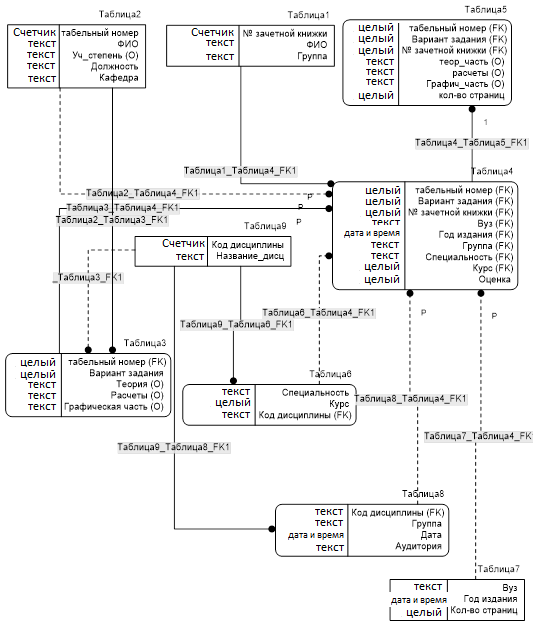 Таблица2
Счетчик табельный номер
текст ФИО
текст Уч_степень (О)
текст Должность
текст Кафедра
Таблица1
Счетчик № зачетной книжки
текст ФИО
текст Группа
Таблица5
целый табельный номер (FK)
целый Вариант задания (FK)
целый № зачетной книжки (FK)
текст теор_часть (О)
текст расчеты (О)
текст Графич_часть (О)
целый кол-во страниц
1
Таблица4_Таблица5_FK1
Таблица1_Таблица4_FK1
Таблица4
целый табельный номер (FK)
целый Вариант задания (FK)
целый № зачетной книжки (FK)
текст Вуз (FK)
дата и время Год издания (FK)
текст Группа (FK)
текст Специальность (FK)
целый Курс (FK)
целый Оценка
Таблица2_Таблица4_FK1
P
Таблица3_Таблица4_FK1
P
Таблица2_Таблица3_FK1
P
Таблица9
Счетчик Код дисциплины
текст Название_дисц
_Таблица3_FK1
Таблица6_Таблица4_FK1
P
P
Таблица9_Таблица6_FK1
Таблица3
целый табельный номер (FK)
целый Вариант задания
текст Теория (О)
текст Расчеты (О)
текст Графическая часть (О)
Таблица6
текст Специальность
целый Курс
текст Код дисциплины (FK)
Таблица8_Таблица4_FK1
Таблица7_Таблица4_FK1
Таблица9_Таблица8_FK1
Таблица8
текст Код дисциплины (FK)
текст Группа
дата и время Дата
текст Аудитория
Таблица7
текст Вуз
дата и время Год издания
целый Кол-во страниц